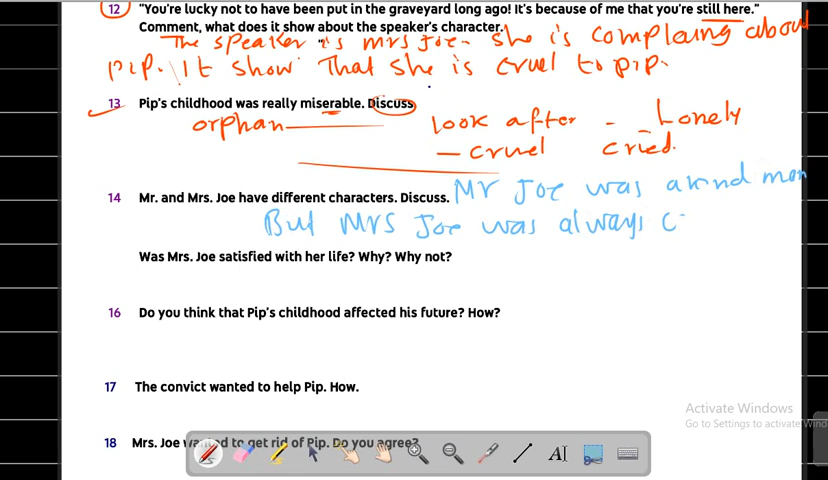 12 "You're lucky not to have been put in the graveyard long ago! It's because of me that you're still here."
Comment, what does it show about the speaker's character.
The speaker is mrs Joe. she is compleung about
pip. It show That she is cruel to pip.
13 Pip's childhood was really miserable. Discuss
orphan look after - - Lonely
- cruel cried.
14 Mr. and Mrs. Joe have different characters. Discuss. Mr Joe was a kind man
But Mrs Joe was always c
Was Mrs. Joe satisfied with her life? Why? Why not?
16 Do you think that Pip's childhood affected his future? How?
17 The convict wanted to help Pip. How.
Activate Windows
Go to Settings to activate Wind
18 Mrs. Joe wanted to get rid of Pip. Do you agree?
AI